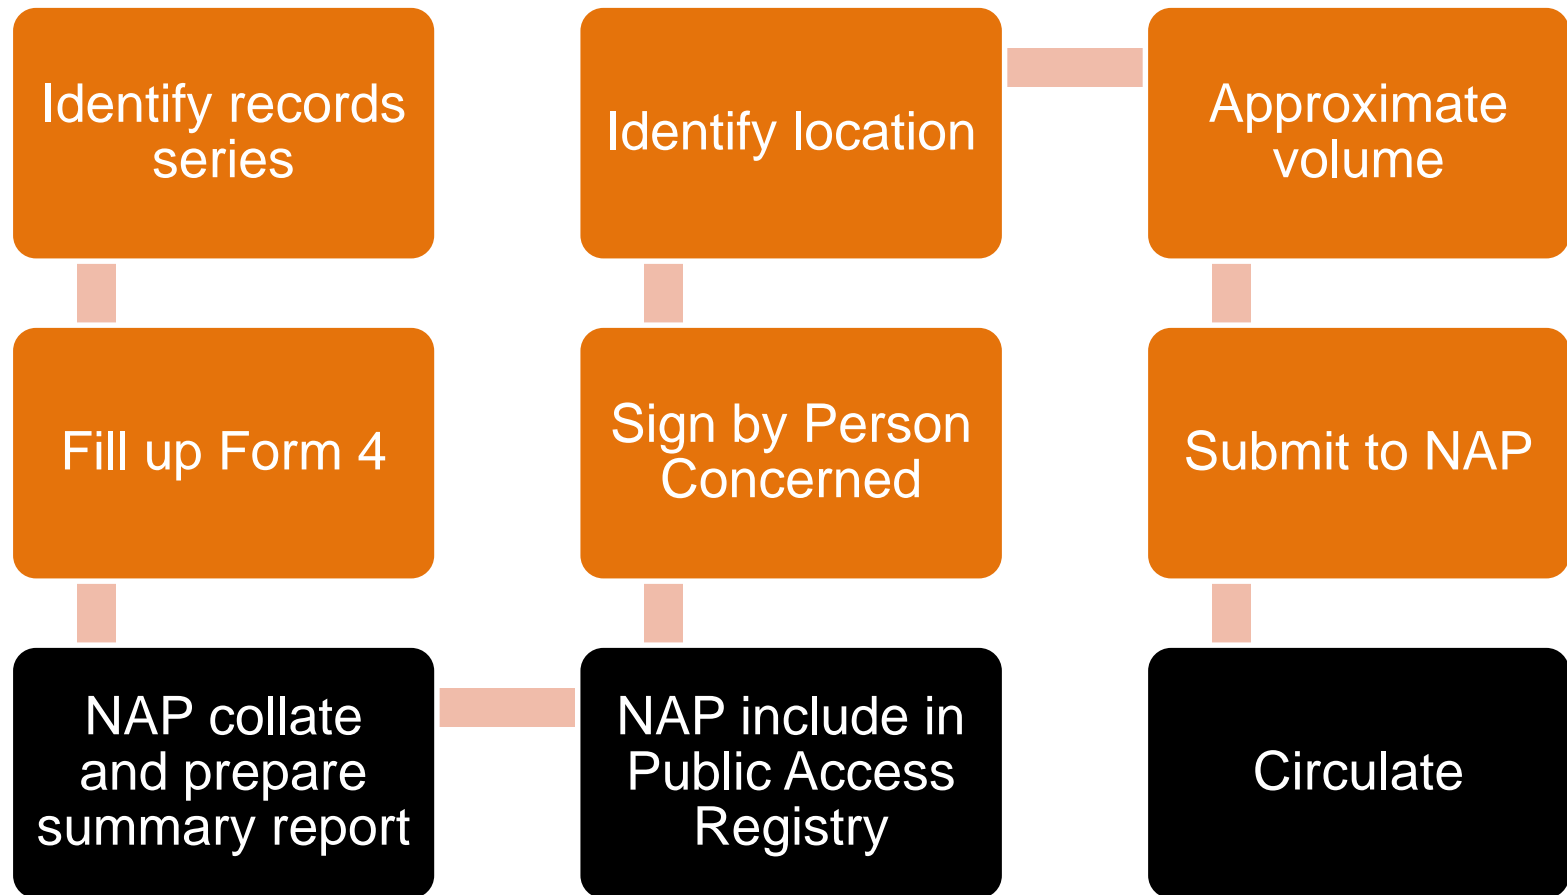 Identify records
series
Identify location
Approximate
volume
Fill up Form 4
Sign by Person
Concerned
Submit to NAP
NAP collate
and prepare
summary report
NAP include in
Public Access
Registry
Circulate